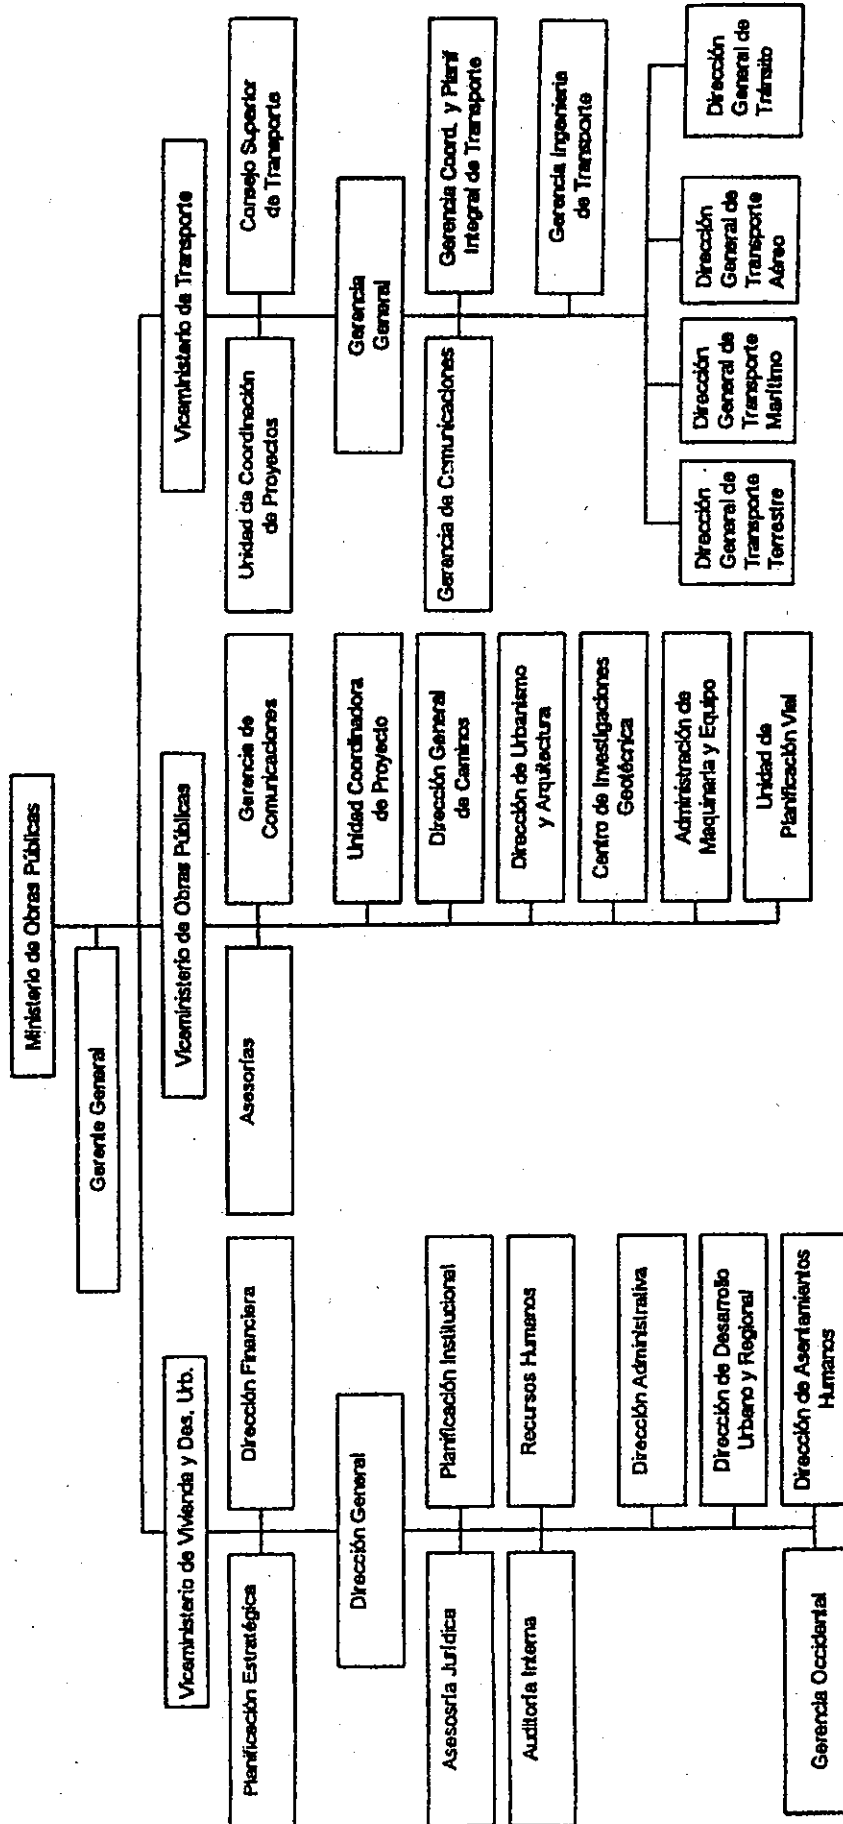 Ministerio de Obras Públicas
Gerente General
Viceministerio de Vivienda y Des, Urb.
Viceministerio de Obras Públicas
Viceministerio de Transporte
Planificación Estratégica
Dirección Financiera
Dirección General
Asesosría Jurídica
Planificación Institucional
Auditoría Interna
Recursos Humanos
Dirección Administrativa
Dirección de Desarrollo
Urbano y Regional
Gerencia Occidental
Dirección de Asentamientos
Humanos
Asesorías
Gerencia de
Comunicaciones
Unidad Coordinadora
de Proyecto
Dirección General
de Caminos
Dirección de Urbanismo
y Arquitectura
Centro de Investigaciones
Geotécnica
Administración de
Maquinaria y Equipo
Unidad de
Planificación Vial
Unidad de Coordinación
de Proyectos
Consejo Superior
de Transporte
Gerencia
General
Gerencia de Comunicaciones
Gerencia Coord. y Planif
Integral de Transporte
Gerencia Ingeniería
de Transporte
Dirección
General de
Transporte
Terrestre
Dirección
General de
Transporte
Marítimo
Dirección
General de
Transporte
Aéreo
Dirección
General de
Tránsito